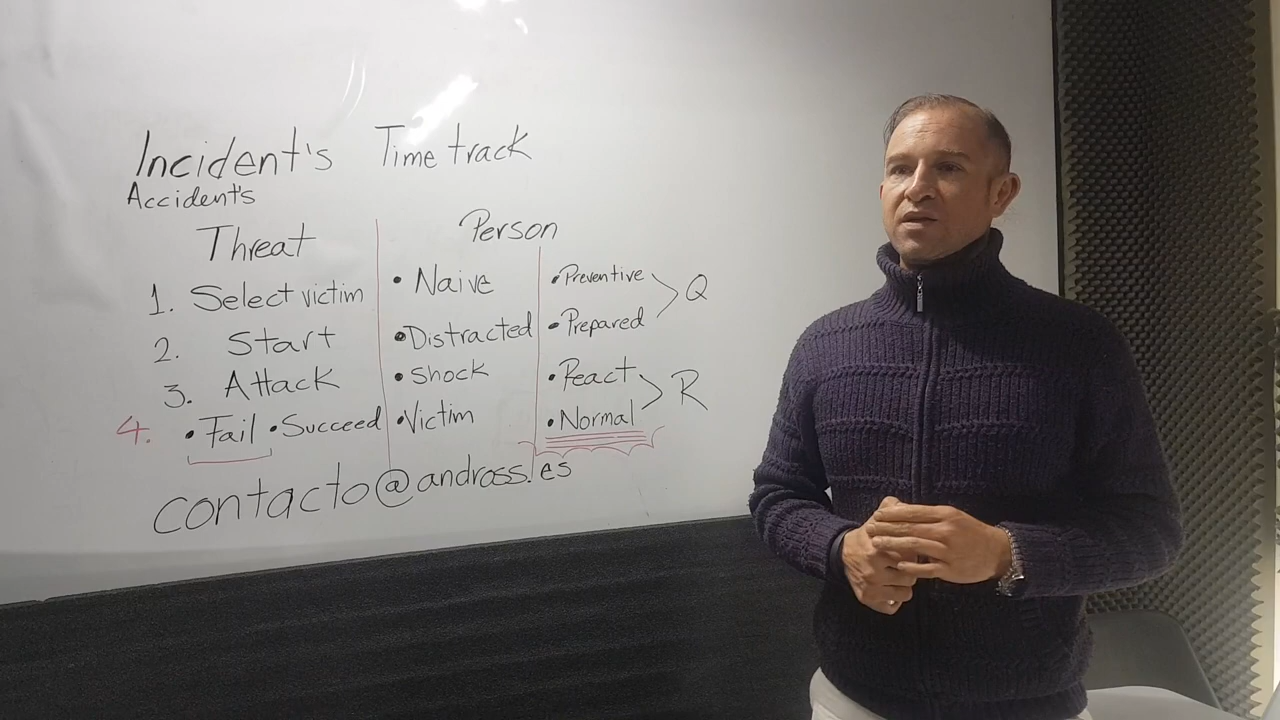 Incident's Time track
Accident's
Threat Person
1. Select victim • Naive • Preventive
2. Start • Distracted • Prepared > Q
3. Attack • Shock • React
4. • Fail • Succeed • Victim • Normal > R
contacto@andross.es